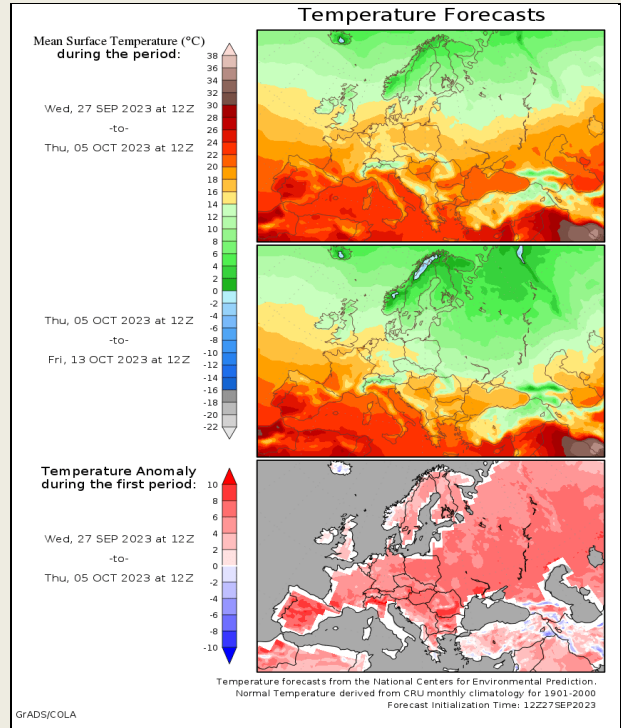 Temperature Forecasts
Mean Surface Temperature (°C)
during the period:
38
36
34
32
30
28
26
24
22
20
18
16
14
12
10
8
6
4
2
0
-2
-4
-6
-8
-10
-12
-14
-16
-18
-20
-22
Wed, 27 SEP 2023 at 12Z
-to-
Thu, 05 OCT 2023 at 12Z
Thu, 05 OCT 2023 at 12Z
-to-
Fri, 13 OCT 2023 at 12Z
Temperature Anomaly
during the first period:
10
8
6
4
2
0
-2
-4
-6
-8
-10
Wed, 27 SEP 2023 at 12Z
-to-
Thu, 05 OCT 2023 at 12Z
Temperature forecasts from the National Centers for Environmental Prediction.
Normal Temperature derived from CRU monthly climatology for 1901-2000
Forecast Initialization Time: 12Z27SEP2023
GrADS/COLA